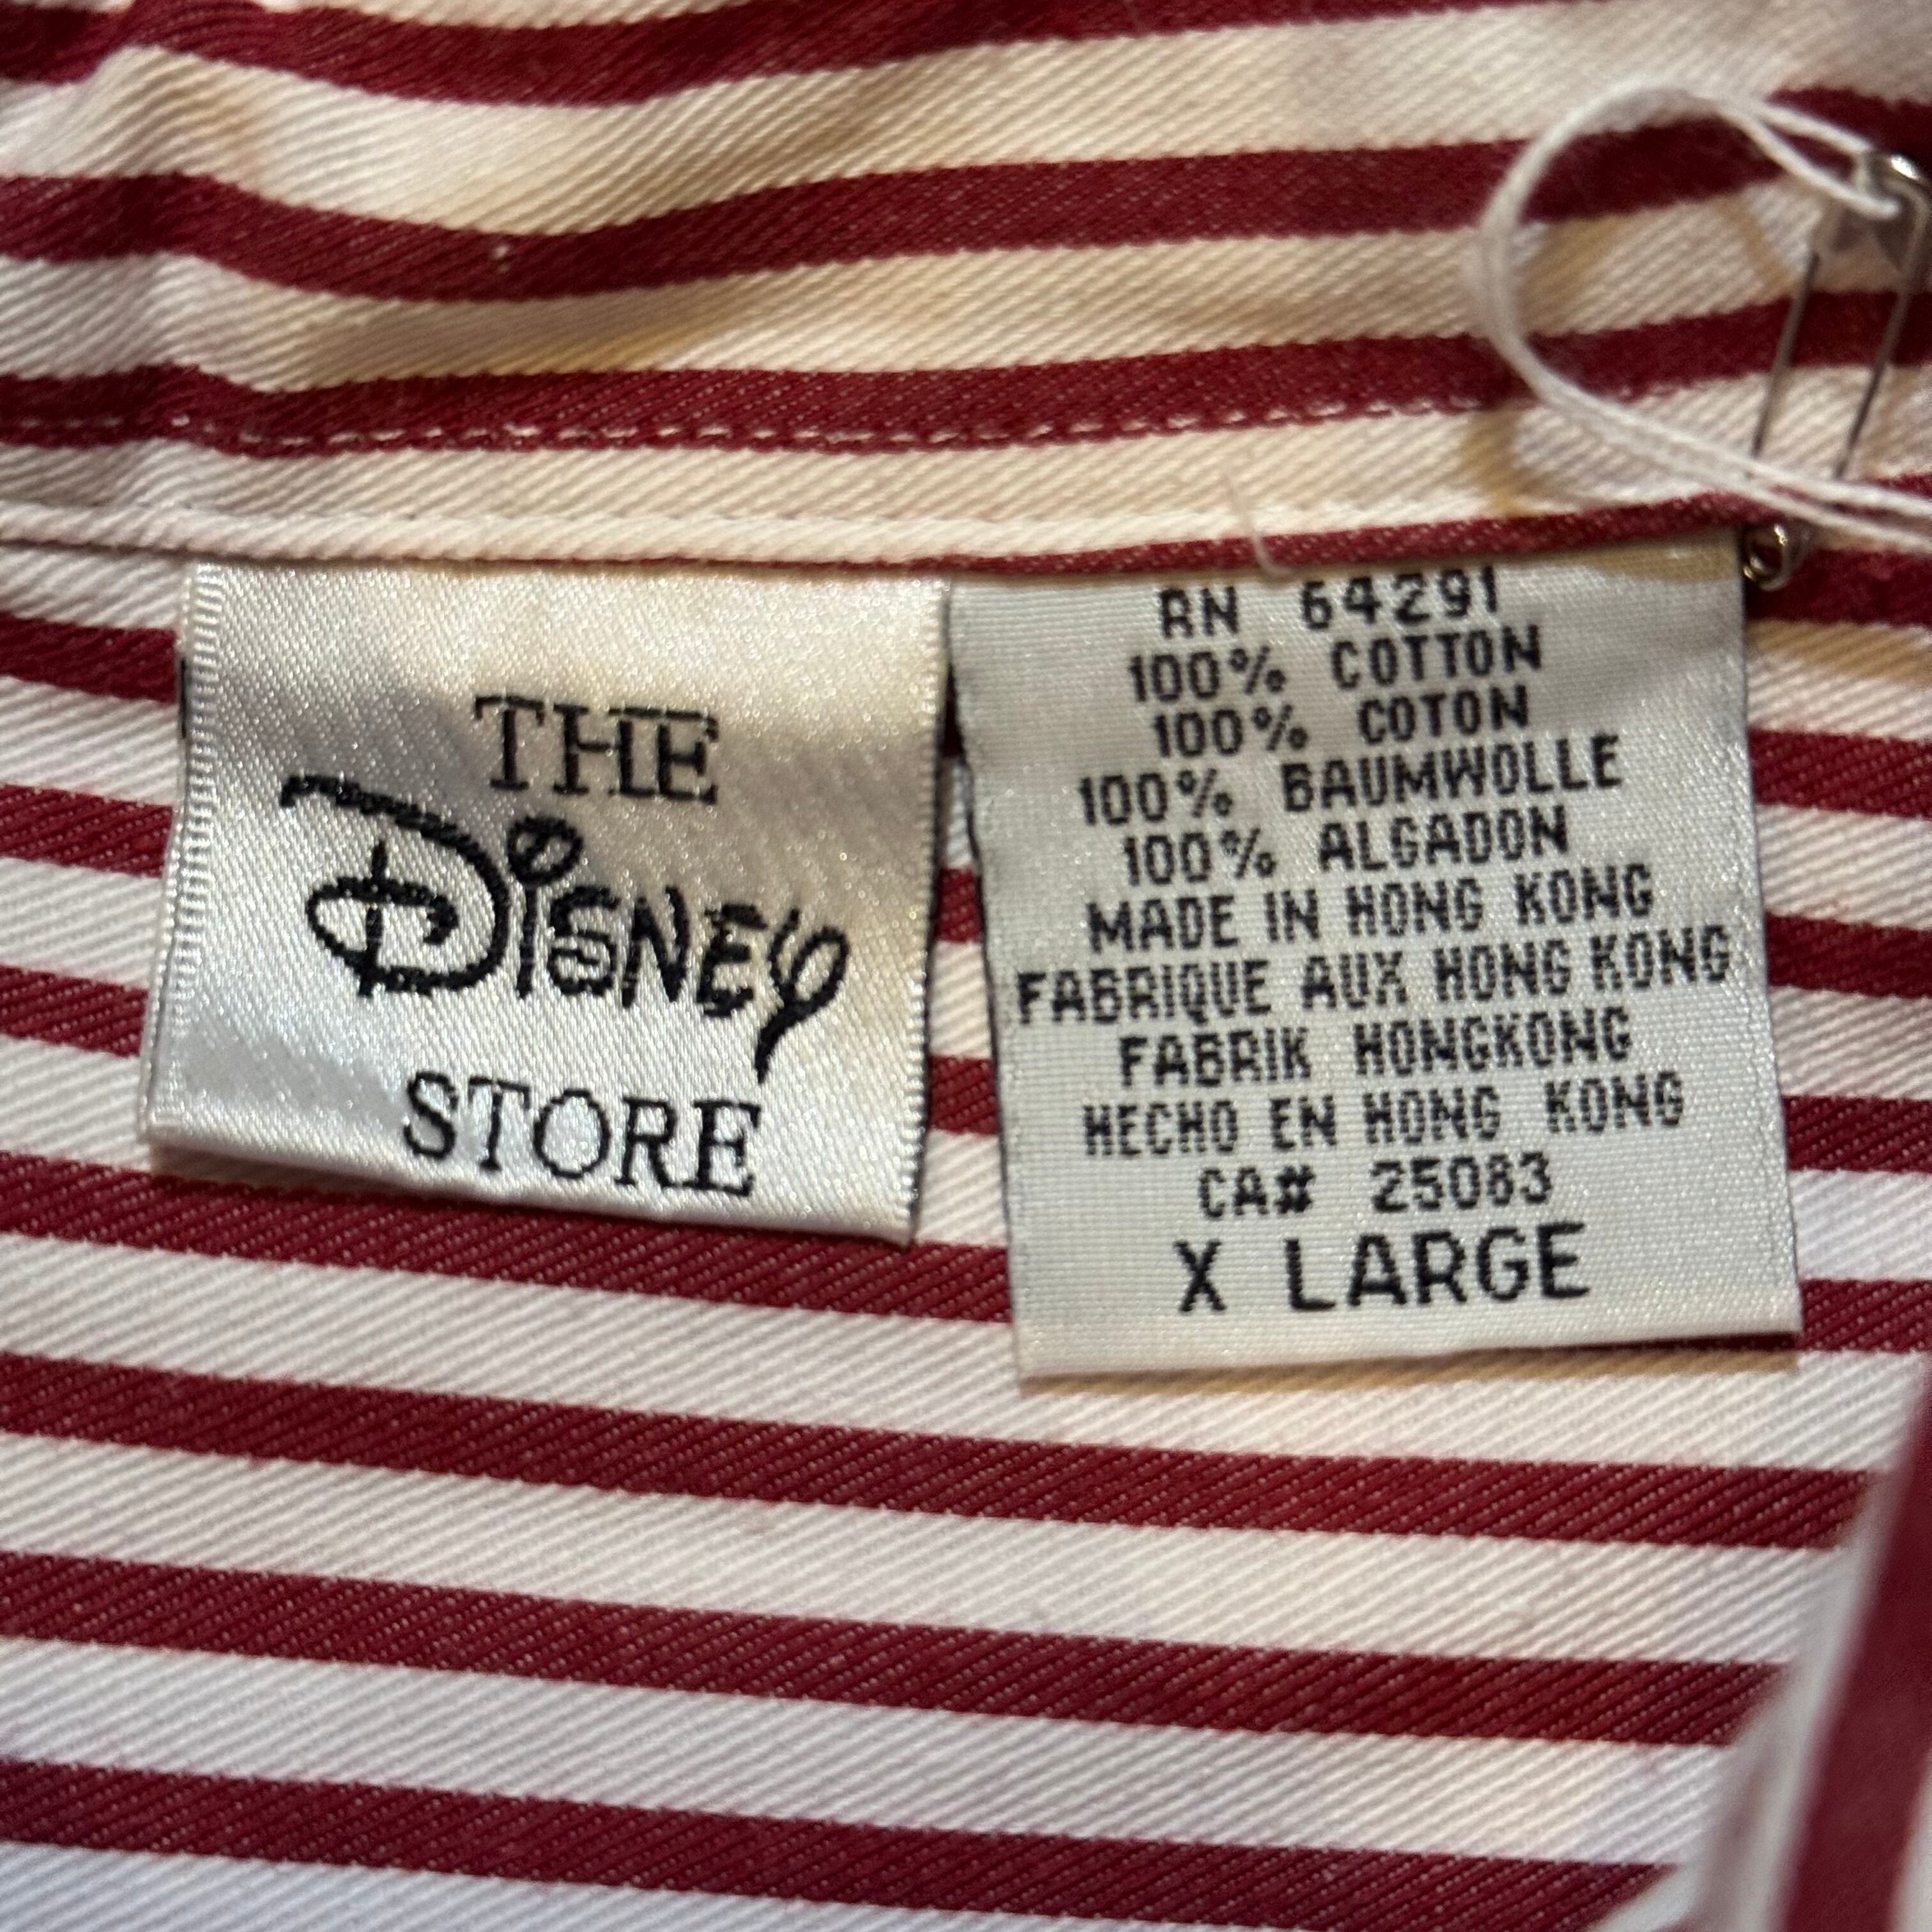 THE
DiSNEY
STORE
RN 64291
100% COTTON
100% COTON
100% BAUMWOLLE
100% ALGADON
MADE IN HONG KONG
FABRIQUE AUX HONG KONG
FABRIK HONGKONG
HECHO EN HONG KONG
CA# 25083
X LARGE